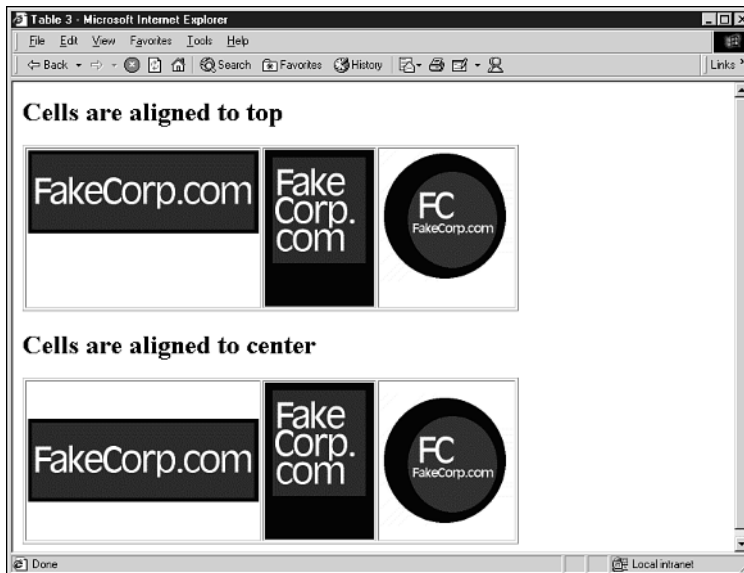 Table 3 - Microsoft Internet Explorer
File Edit View Favorites Tools Help
Back Search Favorites History Links
Cells are aligned to top
FakeCorp.com
Fake
Corp.
com
FC
FakeCorp.com
Cells are aligned to center
FakeCorp.com
Fake
Corp.
com
FC
FakeCorp.com
Done Local intranet